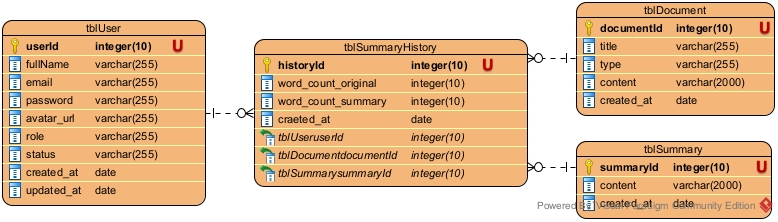 tblUser
userId integer(10) U
fullName varchar(255)
email varchar(255)
password varchar(255)
avatar_url varchar(255)
role varchar(255)
status varchar(255)
created_at date
updated_at date
tblSummaryHistory
historyId integer(10) U
word_count_original integer(10)
word_count_summary integer(10)
craeted_at date
tblUseruserId integer(10)
tblDocumentdocumentId integer(10)
tblSummarysummaryId integer(10)
tblDocument
documentId integer(10) U
title varchar(255)
type varchar(255)
content varchar(2000)
created_at date
tblSummary
summaryId integer(10) U
content varchar(2000)
created_at date
Powered By Visual Paradigm Community Edition